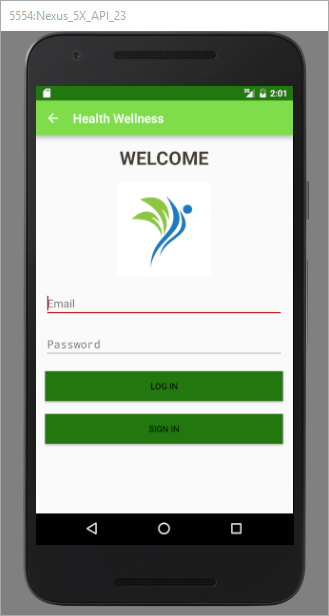 5554:Nexus_5X_API_23
2:01
Health Wellness
WELCOME
Email
Password
LOG IN
SIGN IN